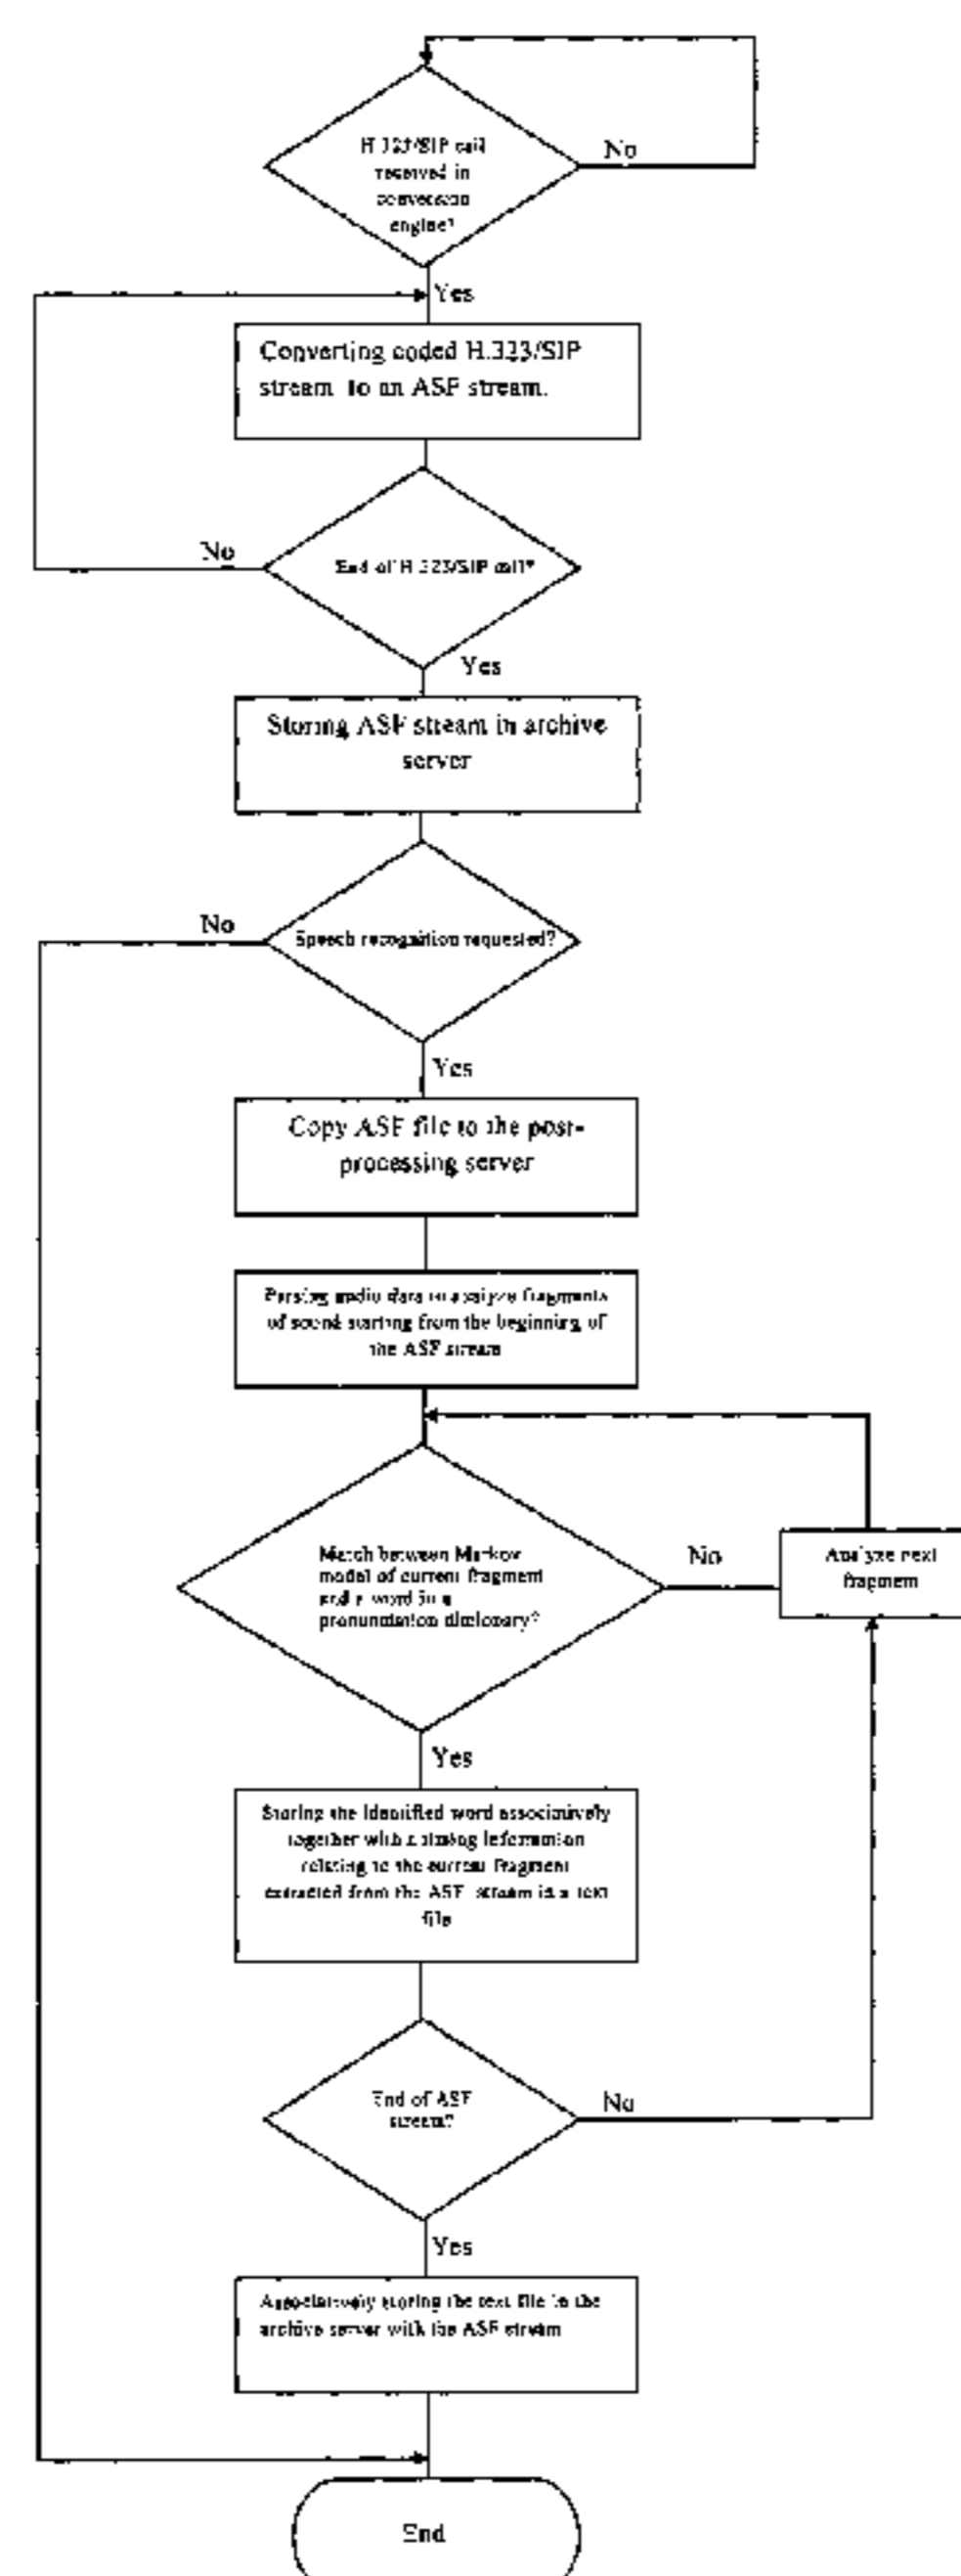 H.323/SIP call
received in
conversion
engine?
No
Yes
Converting coded H.323/SIP
stream to an ASF stream.
No
End of H.323/SIP call?
Yes
Storing ASF stream in archive
server
No
Speech recognition requested?
Yes
Copy ASF file to the post-
processing server
Parsing audio data to analyze fragments
of sound starting from the beginning of
the ASF stream
Match between Markow
model of current fragment
and a word in a
pronunciation dictionary?
No
Analyze next
fragment
Yes
Storing the identified word associatively
together with timing information
relating to the current fragment
extracted from the ASF stream in a text
file
End of ASF
stream?
No
Yes
Associatively storing the text file in the
archive server with the ASF stream
End